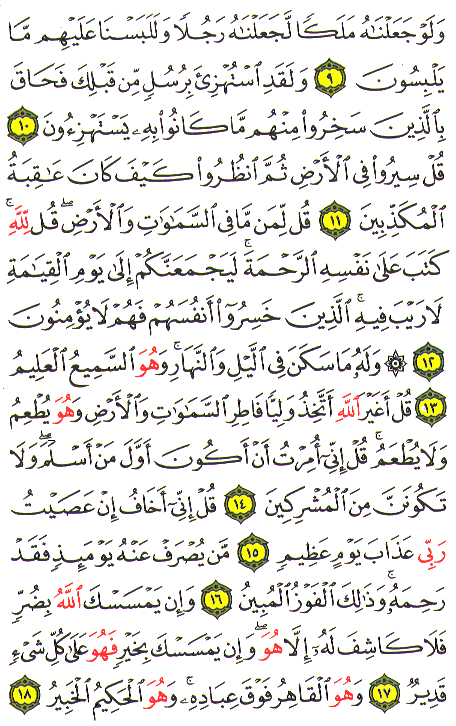 وَلَوْ جَعَلْنَٰهُ مَلَكًا لَّجَعَلْنَٰهُ رَجُلًا وَلَلَبَسْنَا عَلَيْهِم مَّا
يَلْبِسُونَ ٩ وَلَقَدِ ٱسْتُهْزِئَ بِرُسُلٍ مِّن قَبْلِكَ فَحَاقَ
بِٱلَّذِينَ سَخِرُوا۟ مِنْهُم مَّا كَانُوا۟ بِهِۦ يَسْتَهْزِءُونَ ١٠
قُلْ سِيرُوا۟ فِى ٱلْأَرْضِ ثُمَّ ٱنظُرُوا۟ كَيْفَ كَانَ عَٰقِبَةُ
ٱلْمُكَذِّبِينَ ١١ قُل لِّمَن مَّا فِى ٱلسَّمَٰوَٰتِ وَٱلْأَرْضِ ۖ قُل لِّلَّهِ ۚ
كَتَبَ عَلَىٰ نَفْسِهِ ٱلرَّحْمَةَ ۚ لَيَجْمَعَنَّكُمْ إِلَىٰ يَوْمِ ٱلْقِيَٰمَةِ
لَا رَيْبَ فِيهِ ۚ ٱلَّذِينَ خَسِرُوٓا۟ أَنفُسَهُمْ فَهُمْ لَا يُؤْمِنُونَ
١٢ ۞ وَلَهُۥ مَا سَكَنَ فِى ٱلَّيْلِ وَٱلنَّهَارِ ۚ وَهُوَ ٱلسَّمِيعُ ٱلْعَلِيمُ
١٣ قُلْ أَغَيْرَ ٱللَّهِ أَتَّخِذُ وَلِيًّا فَاطِرِ ٱلسَّمَٰوَٰتِ وَٱلْأَرْضِ وَهُوَ يُطْعِمُ
وَلَا يُطْعَمُ ۗ قُلْ إِنِّىٓ أُمِرْتُ أَنْ أَكُونَ أَوَّلَ مَنْ أَسْلَمَ ۖ وَلَا
تَكُونَنَّ مِنَ ٱلْمُشْرِكِينَ ١٤ قُلْ إِنِّىٓ أَخَافُ إِنْ عَصَيْتُ
رَبِّى عَذَابَ يَوْمٍ عَظِيمٍ ١٥ مَّن يُصْرَفْ عَنْهُ يَوْمَئِذٍ فَقَدْ
رَحِمَهُۥ ۚ وَذَٰلِكَ ٱلْفَوْزُ ٱلْمُبِينُ ١٦ وَإِن يَمْسَسْكَ ٱللَّهُ بِضُرٍّ
فَلَا كَاشِفَ لَهُۥٓ إِلَّا هُوَ ۖ وَإِن يَمْسَسْكَ بِخَيْرٍ فَهُوَ عَلَىٰ كُلِّ شَىْءٍ
قَدِيرٌ ١٧ وَهُوَ ٱلْقَاهِرُ فَوْقَ عِبَادِهِۦ ۚ وَهُوَ ٱلْحَكِيمُ ٱلْخَبِيرُ ١٨